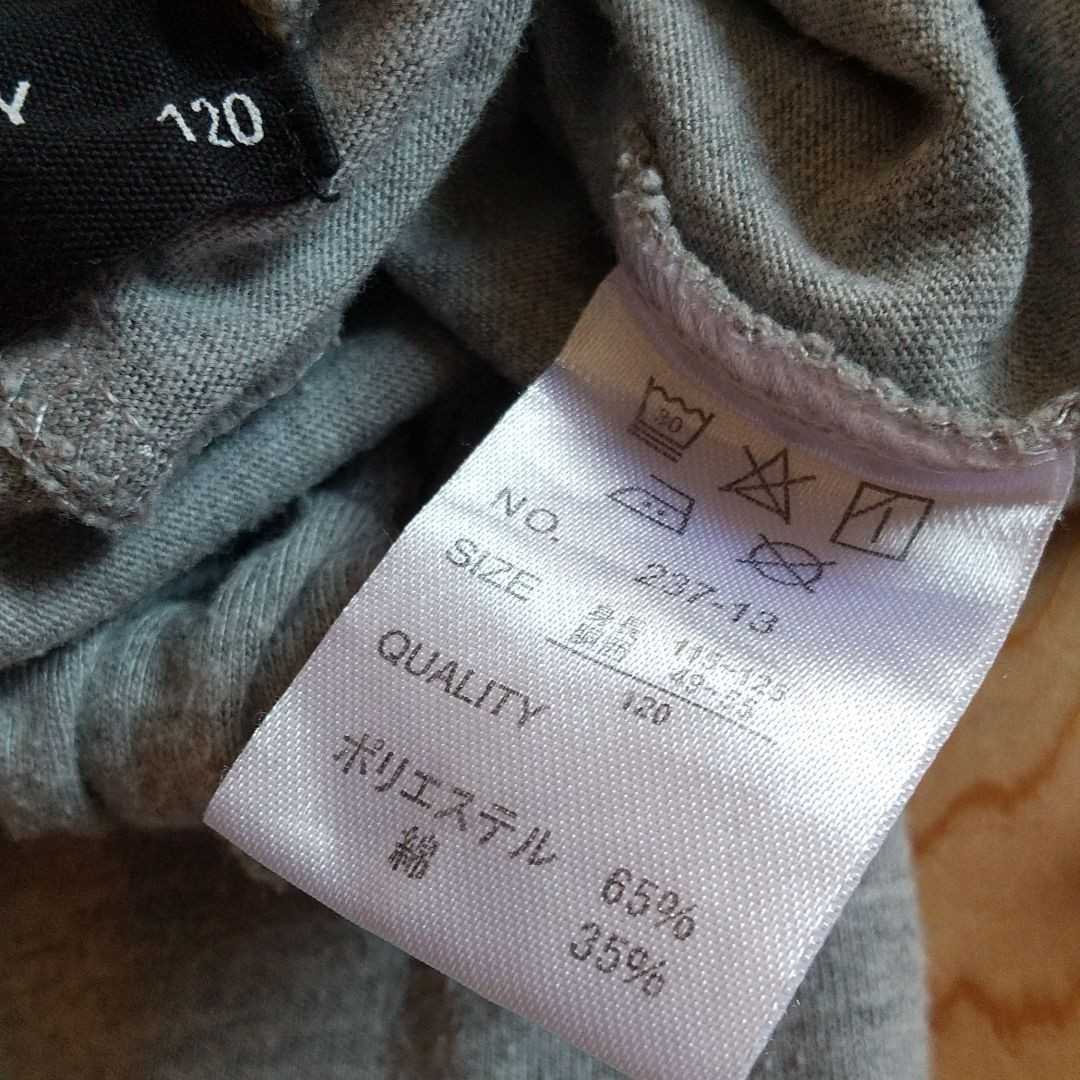 Y 120
30
NO. 237-13
SIZE
身長 115~125
胴囲 49~55
120
QUALITY
ポリエステル 65%
綿 35%